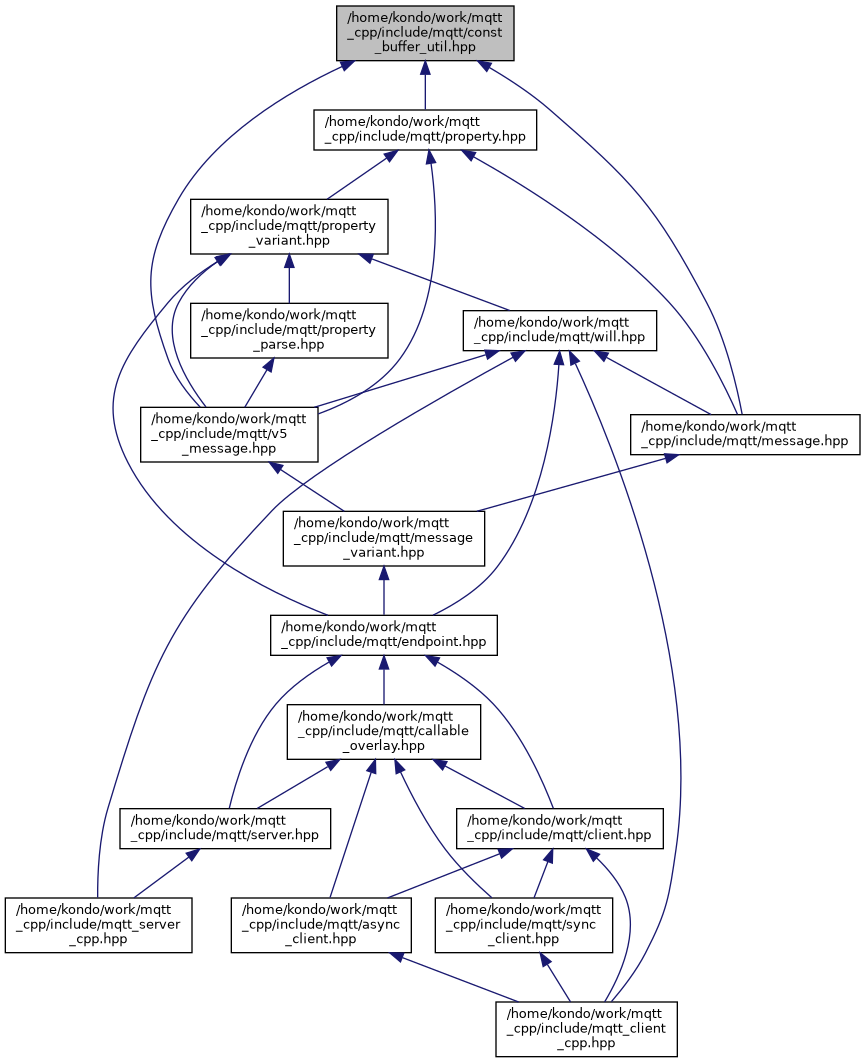 /home/kondo/work/mqtt
_cpp/include/mqtt/const
_buffer_util.hpp
/home/kondo/work/mqtt
_cpp/include/mqtt/property.hpp
/home/kondo/work/mqtt
_cpp/include/mqtt/property
_variant.hpp
/home/kondo/work/mqtt
_cpp/include/mqtt/property
_parse.hpp
/home/kondo/work/mqtt
_cpp/include/mqtt/will.hpp
/home/kondo/work/mqtt
_cpp/include/mqtt/v5
_message.hpp
/home/kondo/work/mqtt
_cpp/include/mqtt/message.hpp
/home/kondo/work/mqtt
_cpp/include/mqtt/message
_variant.hpp
/home/kondo/work/mqtt
_cpp/include/mqtt/endpoint.hpp
/home/kondo/work/mqtt
_cpp/include/mqtt/callable
_overlay.hpp
/home/kondo/work/mqtt
_cpp/include/mqtt/server.hpp
/home/kondo/work/mqtt
_cpp/include/mqtt/client.hpp
/home/kondo/work/mqtt
_cpp/include/mqtt_server
_cpp.hpp
/home/kondo/work/mqtt
_cpp/include/mqtt/async
_client.hpp
/home/kondo/work/mqtt
_cpp/include/mqtt/sync
_client.hpp
/home/kondo/work/mqtt
_cpp/include/mqtt_client
_cpp.hpp